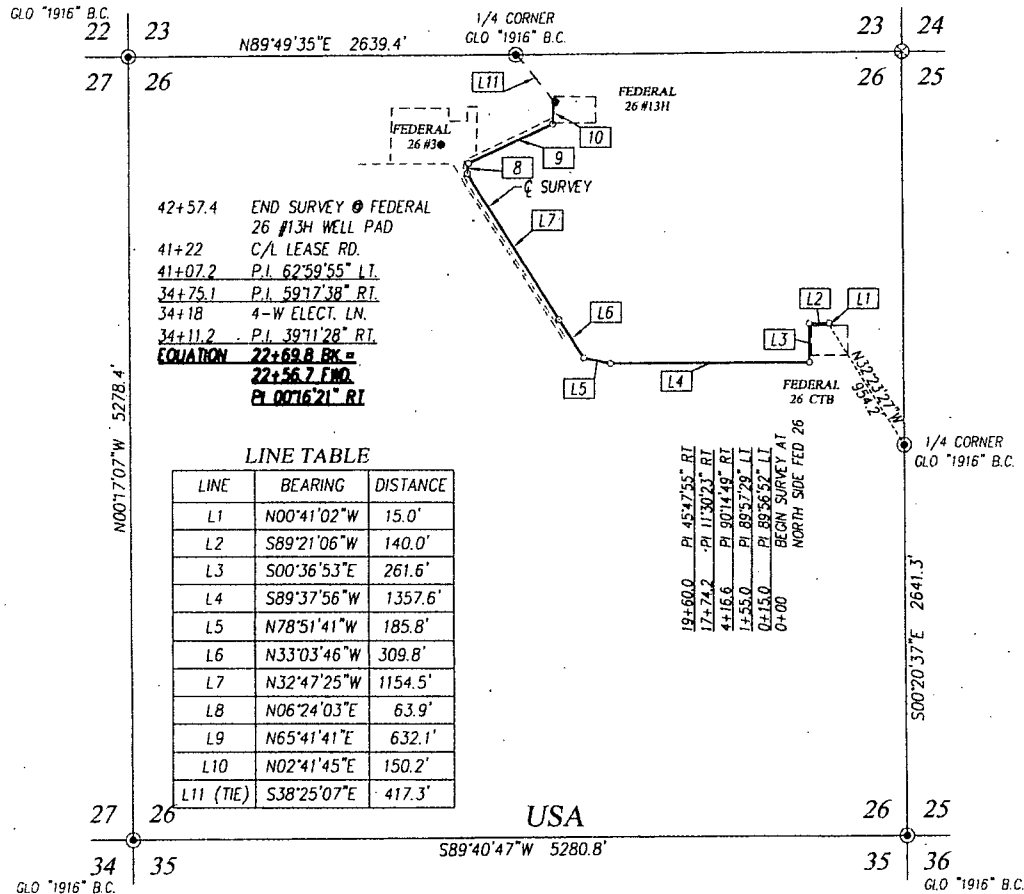 GLO "1916" B.C.
22 23
27 26
N89°49'35"E 2639.4'
1/4 CORNER
GLO "1916" B.C.
23 24
26 25
L11
FEDERAL
26 #13H
10
FEDERAL
26 #3
9
8
℄ SURVEY
L7
L6
L5
L4
L3
L2
L1
FEDERAL
26 CTB
N32°23'27"W
954.2'
1/4 CORNER
GLO "1916" B.C.
42+57.4 END SURVEY @ FEDERAL
26 #13H WELL PAD
41+22 C/L LEASE RD.
41+07.2 P.I. 62°59'55" LT.
34+75.1 P.I. 59°17'38" RT.
34+18 4-W ELECT. LN.
34+11.2 P.I. 39°11'28" RT.
EQUATION 22+69.8 BK.=
22+56.7 FWD.
PI 00°16'21" RT
N00°17'07"W 5278.4'
19+60.0 PI 45°47'55" RT
17+74.2 PI 11°30'23" RT
4+16.6 PI 90°14'49" RT
1+55.0 PI 89°57'29" LT
0+15.0 PI 89°56'52" LT
0+00 BEGIN SURVEY AT
NORTH SIDE FED 26
S00°20'37"E 2641.3'
LINE TABLE
LINE BEARING DISTANCE
L1 N00°41'02"W 15.0'
L2 S89°21'06"W 140.0'
L3 S00°36'53"E 261.6'
L4 S89°37'56"W 1357.6'
L5 N78°51'41"W 185.8'
L6 N33°03'46"W 309.8'
L7 N32°47'25"W 1154.5'
L8 N06°24'03"E 63.9'
L9 N65°41'41"E 632.1'
L10 N02°41'45"E 150.2'
L11 (TIE) S38°25'07"E 417.3'
USA
27 26
34 35
GLO "1916" B.C.
S89°40'47"W 5280.8'
26 25
35 36
GLO "1916" B.C.